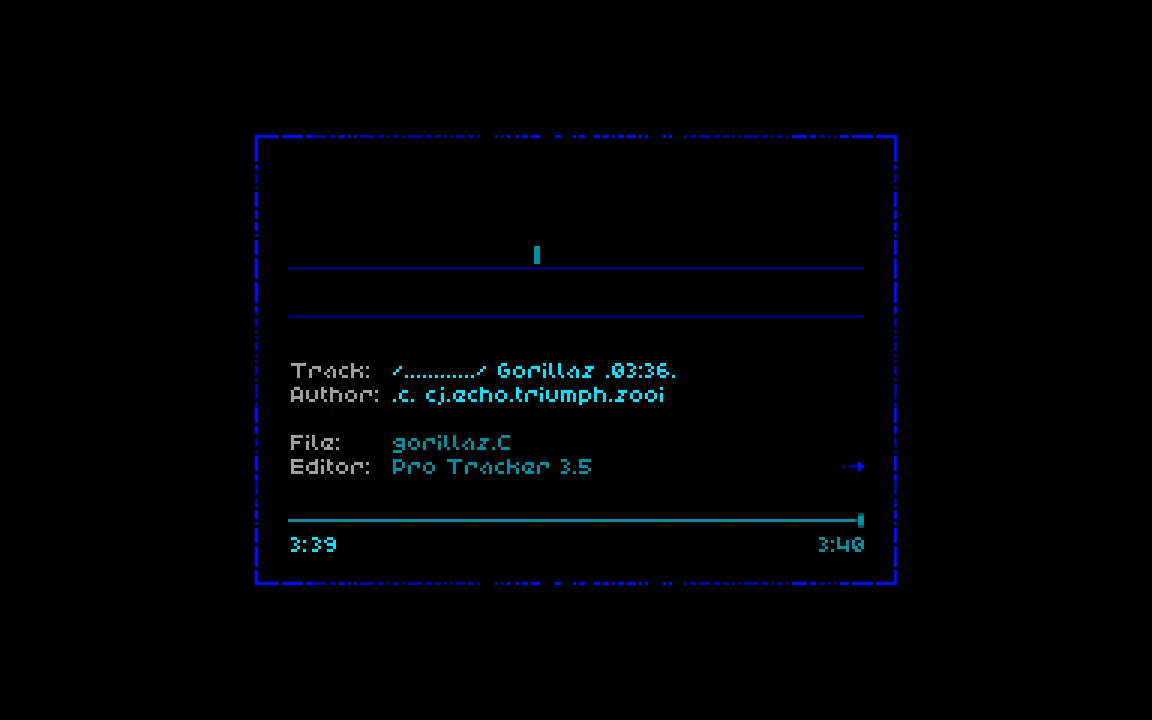 Track: /............/ Gorillaz .03:36.
Author: .c. cj.echo.triumph.zooi
File: gorillaz.C
Editor: Pro Tracker 3.5
3:39 3:40